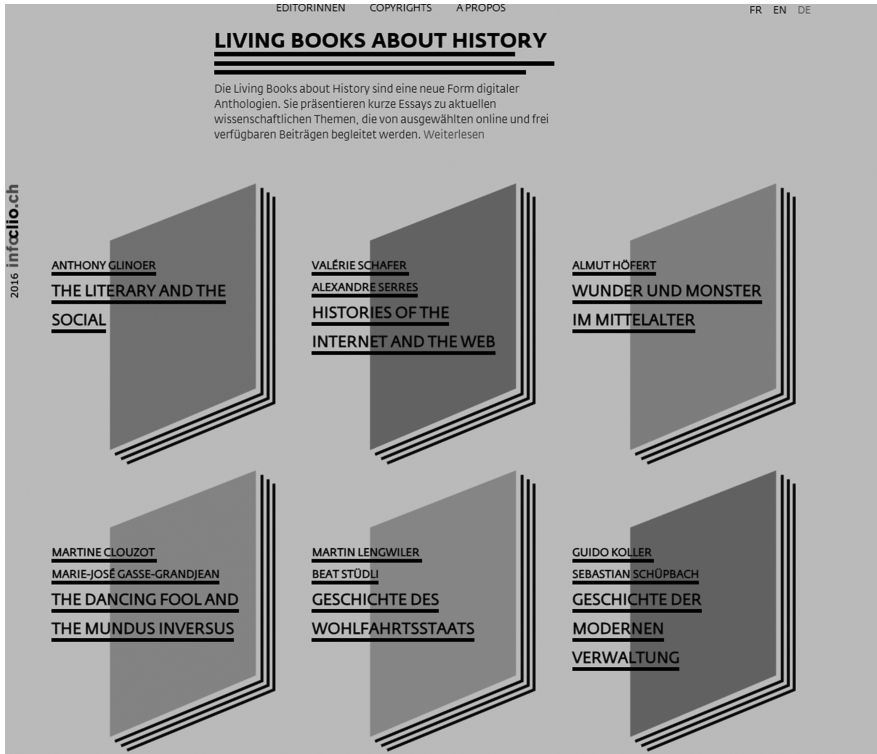 EDITORINNEN COPYRIGHTS A PROPOS
FR EN DE
LIVING BOOKS ABOUT HISTORY
Die Living Books about History sind eine neue Form digitaler
Anthologien. Sie präsentieren kurze Essays zu aktuellen
wissenschaftlichen Themen, die von ausgewählten online und frei
verfügbaren Beiträgen begleitet werden. Weiterlesen
2016 infoclio.ch
ANTHONY GLINOER
THE LITERARY AND THE
SOCIAL
VALÉRIE SCHAFER
ALEXANDRE SERRES
HISTORIES OF THE
INTERNET AND THE WEB
ALMUT HÖFERT
WUNDER UND MONSTER
IM MITTELALTER
MARTINE CLOUZOT
MARIE-JOSÉ GASSE-GRANDJEAN
THE DANCING FOOL AND
THE MUNDUS INVERSUS
MARTIN LENGWILER
BEAT STÜDLI
GESCHICHTE DES
WOHLFAHRTSSTAATS
GUIDO KOLLER
SEBASTIAN SCHÜPBACH
GESCHICHTE DER
MODERNEN
VERWALTUNG